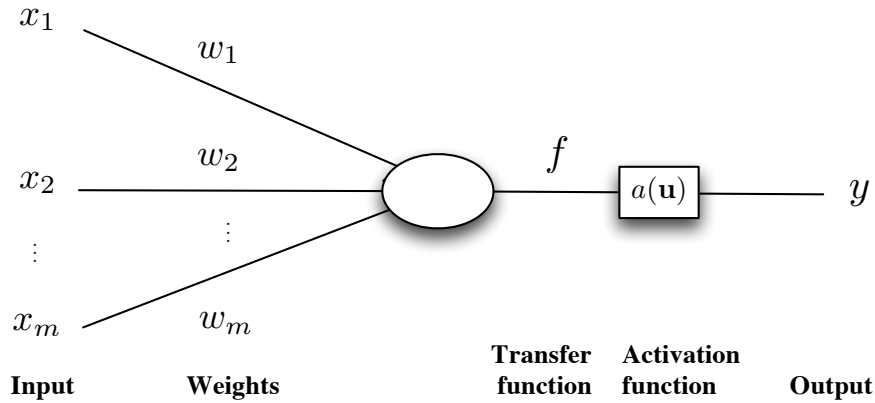 x₁
w₁
x₂
w₂
f
a(𝐮)
y
⋮
⋮
xₘ
wₘ
Transfer function
Activation function
Input
Weights
Output